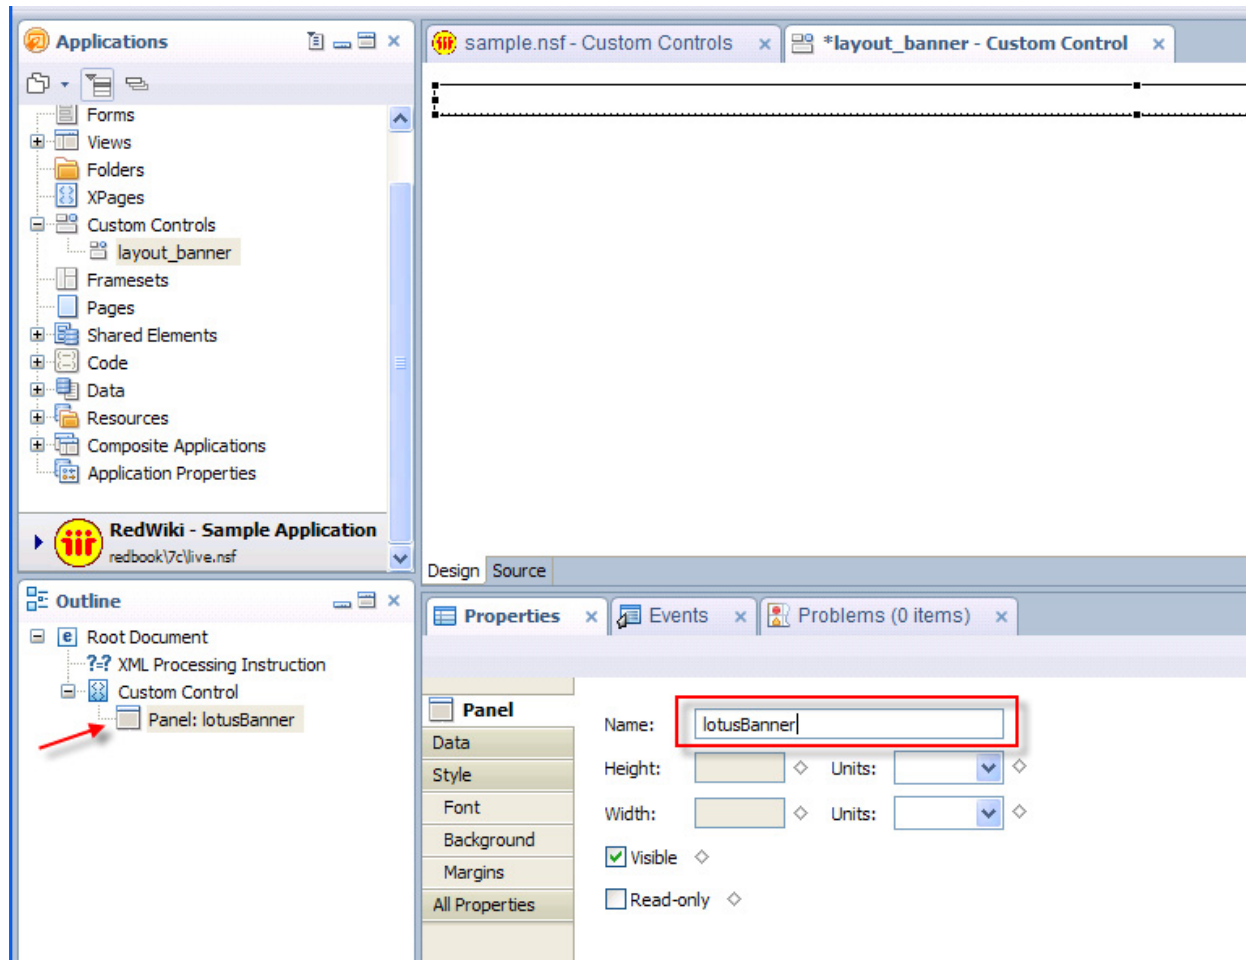 Applications
Forms
Views
Folders
XPages
Custom Controls
layout_banner
Framesets
Pages
Shared Elements
Code
Data
Resources
Composite Applications
Application Properties
RedWiki - Sample Application
redbook\7c\live.nsf
sample.nsf - Custom Controls
*layout_banner - Custom Control
Design Source
Outline
Root Document
?=? XML Processing Instruction
Custom Control
Panel: lotusBanner
Properties Events Problems (0 items)
Panel
Data
Style
Font
Background
Margins
All Properties
Name: lotusBanner
Height: Units:
Width: Units:
Visible
Read-only